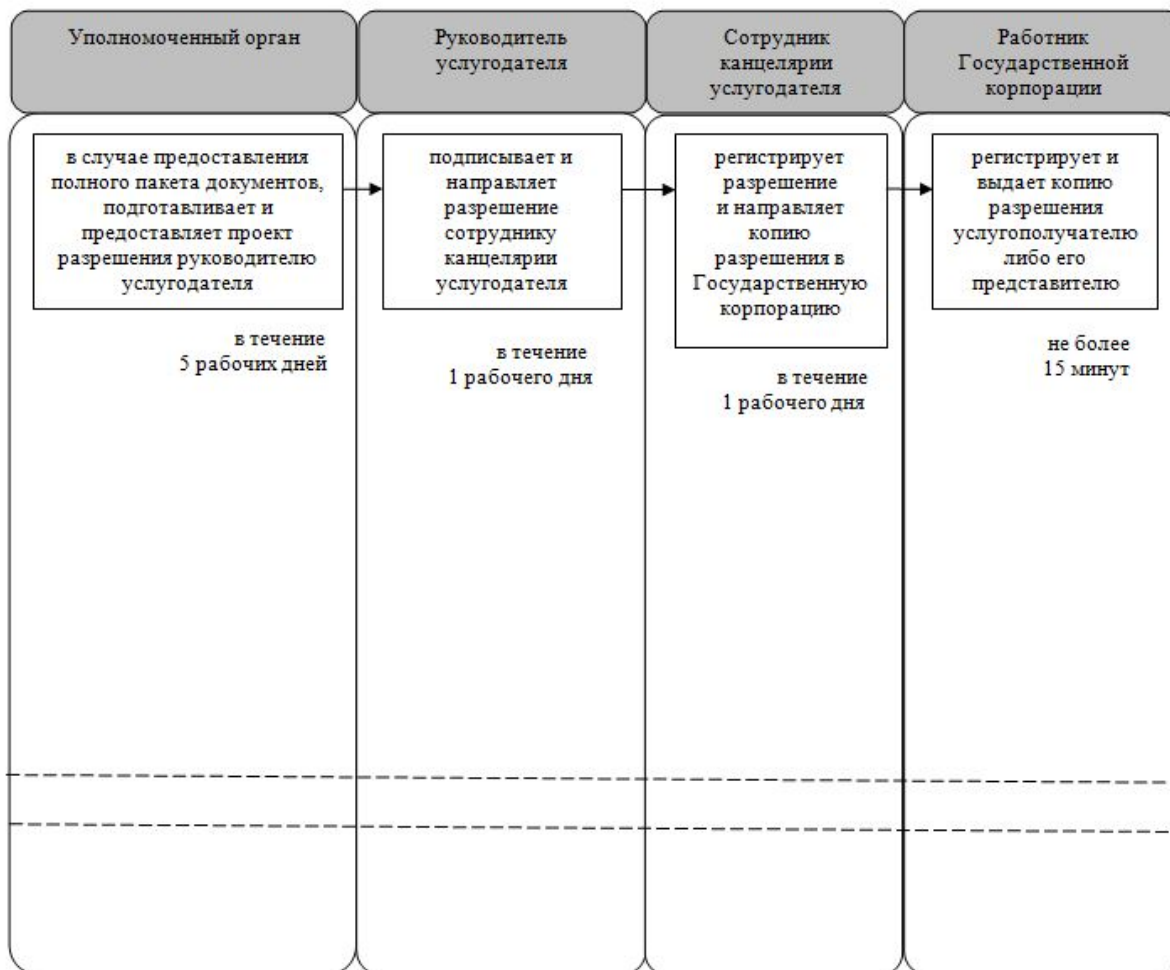 Уполномоченный орган
Руководитель
услугодателя
Сотрудник
канцелярии
услугодателя
Работник
Государственной
корпорации
в случае предоставления
полного пакета документов,
подготавливает и
предоставляет проект
разрешения руководителю
услугодателя
в течение
5 рабочих дней
подписывает и
направляет
разрешение
сотруднику
канцелярии
услугодателя
в течение
1 рабочего дня
регистрирует
разрешение
и направляет
копию
разрешения в
Государственную
корпорацию
в течение
1 рабочего дня
регистрирует и
выдает копию
разрешения
услугополучателю
либо его
представителю
не более
15 минут